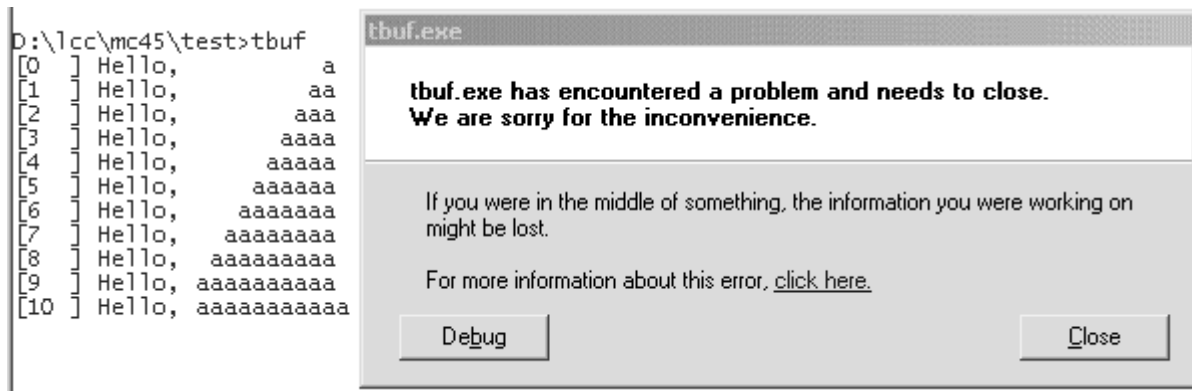 D:\lcc\mc45\test>tbuf
[0  ] Hello,          a
[1  ] Hello,         aa
[2  ] Hello,        aaa
[3  ] Hello,       aaaa
[4  ] Hello,      aaaaa
[5  ] Hello,     aaaaaa
[6  ] Hello,    aaaaaaa
[7  ] Hello,   aaaaaaaa
[8  ] Hello,  aaaaaaaaa
[9  ] Hello, aaaaaaaaaa
[10 ] Hello, aaaaaaaaaaa
tbuf.exe
tbuf.exe has encountered a problem and needs to close.
We are sorry for the inconvenience.
If you were in the middle of something, the information you were working on
might be lost.
For more information about this error, click here.
Debug
Close